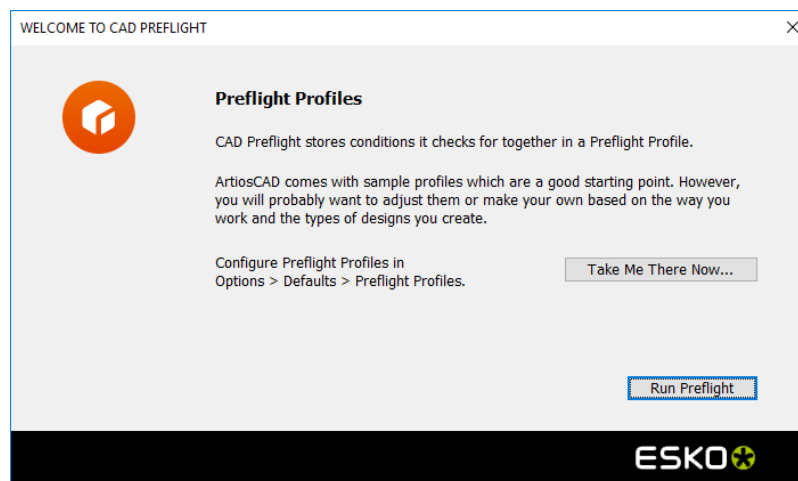 WELCOME TO CAD PREFLIGHT
Preflight Profiles
CAD Preflight stores conditions it checks for together in a Preflight Profile.
ArtiosCAD comes with sample profiles which are a good starting point. However,
you will probably want to adjust them or make your own based on the way you
work and the types of designs you create.
Configure Preflight Profiles in
Options > Defaults > Preflight Profiles.
Take Me There Now...
Run Preflight
ESKO